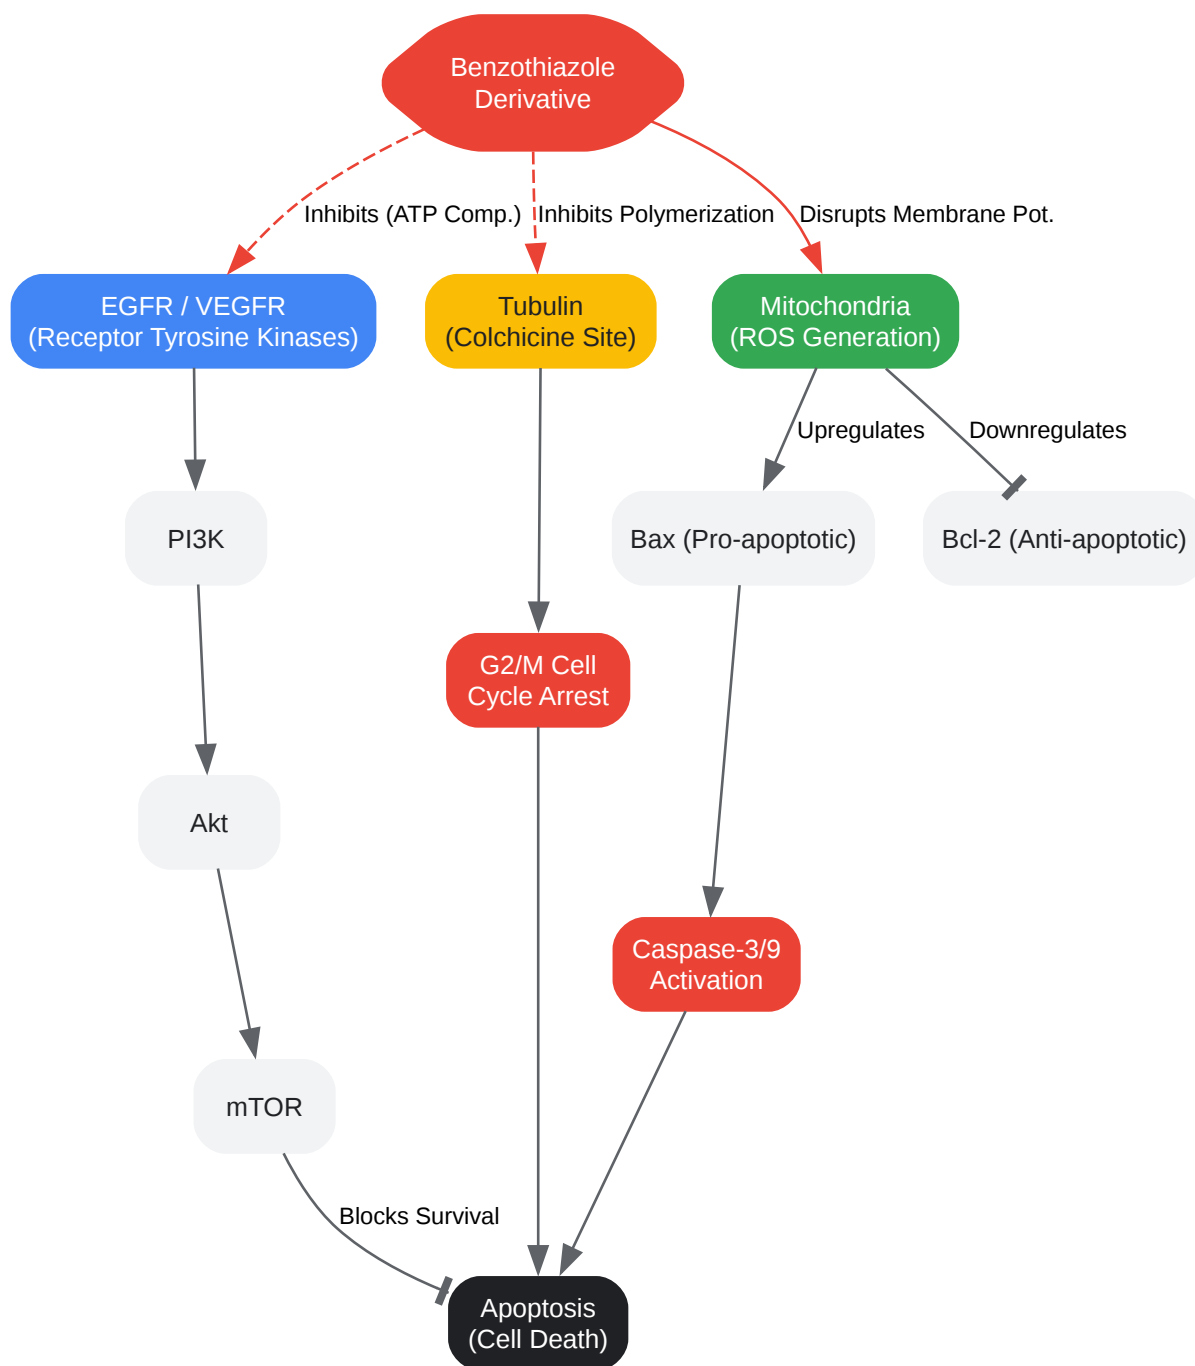 Benzothiazole
Derivative
Inhibits (ATP Comp.)
Inhibits Polymerization
Disrupts Membrane Pot.
EGFR / VEGFR
(Receptor Tyrosine Kinases)
Tubulin
(Colchicine Site)
Mitochondria
(ROS Generation)
Upregulates
Downregulates
PI3K
Bax (Pro-apoptotic)
Bcl-2 (Anti-apoptotic)
G2/M Cell
Cycle Arrest
Akt
Caspase-3/9
Activation
mTOR
Blocks Survival
Apoptosis
(Cell Death)